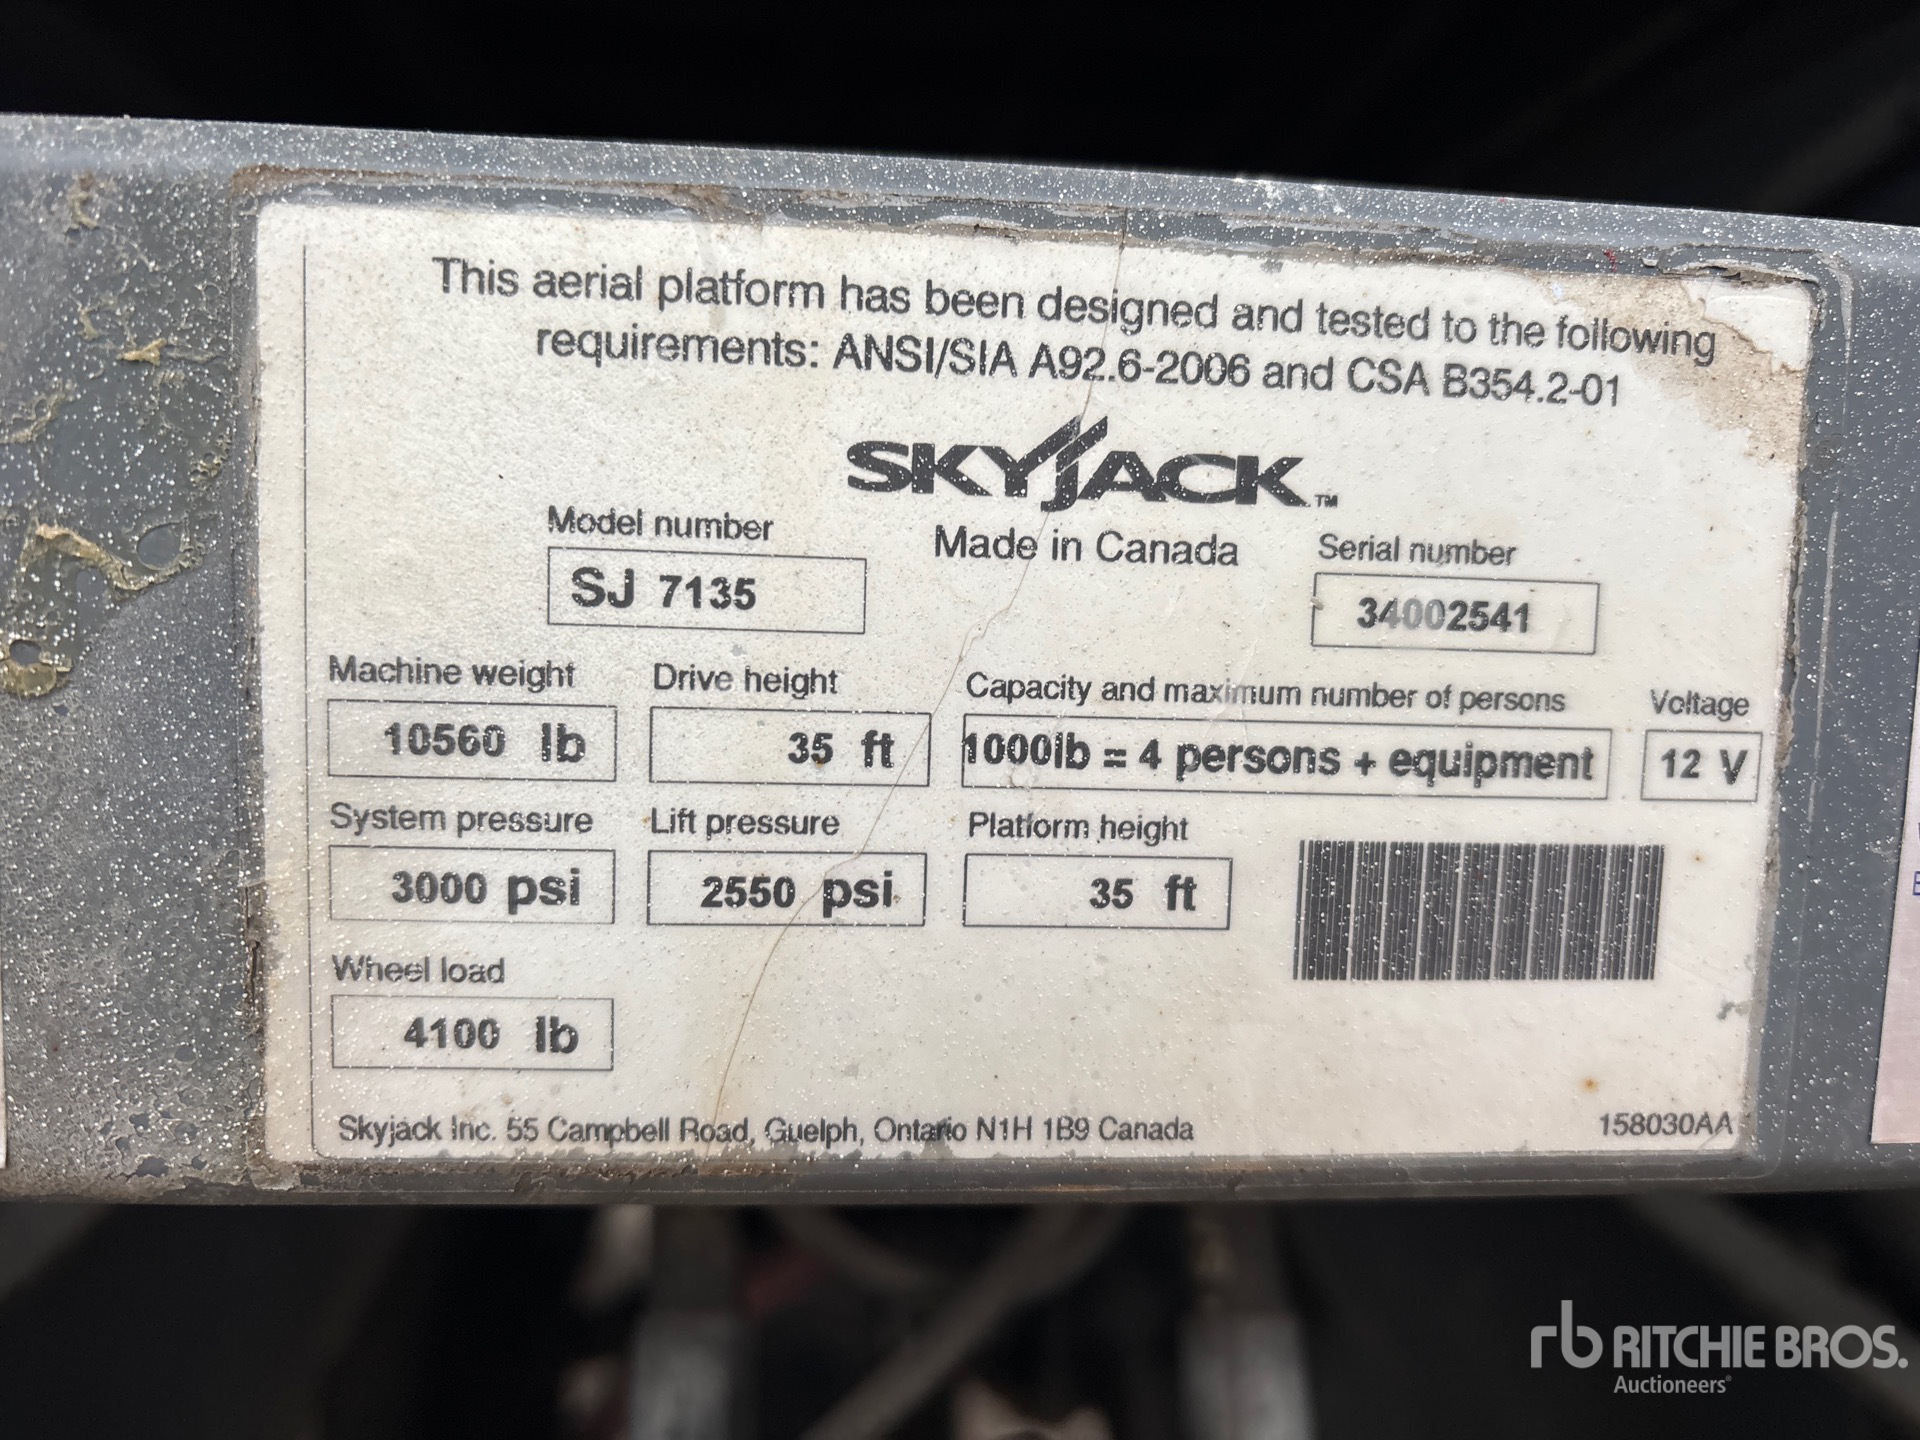 This aerial platform has been designed and tested to the following
requirements: ANSI/SIA A92.6-2006 and CSA B354.2-01
SKYJACK™
Made in Canada
Model number
SJ 7135
Serial number
34002541
Machine weight
10560 lb
Drive height
35 ft
Capacity and maximum number of persons
1000lb = 4 persons + equipment
Voltage
12 V
System pressure
3000 psi
Lift pressure
2550 psi
Platform height
35 ft
Wheel load
4100 lb
Skyjack Inc. 55 Campbell Road, Guelph, Ontario N1H 1B9 Canada
158030AA
rb RITCHIE BROS.
Auctioneers®